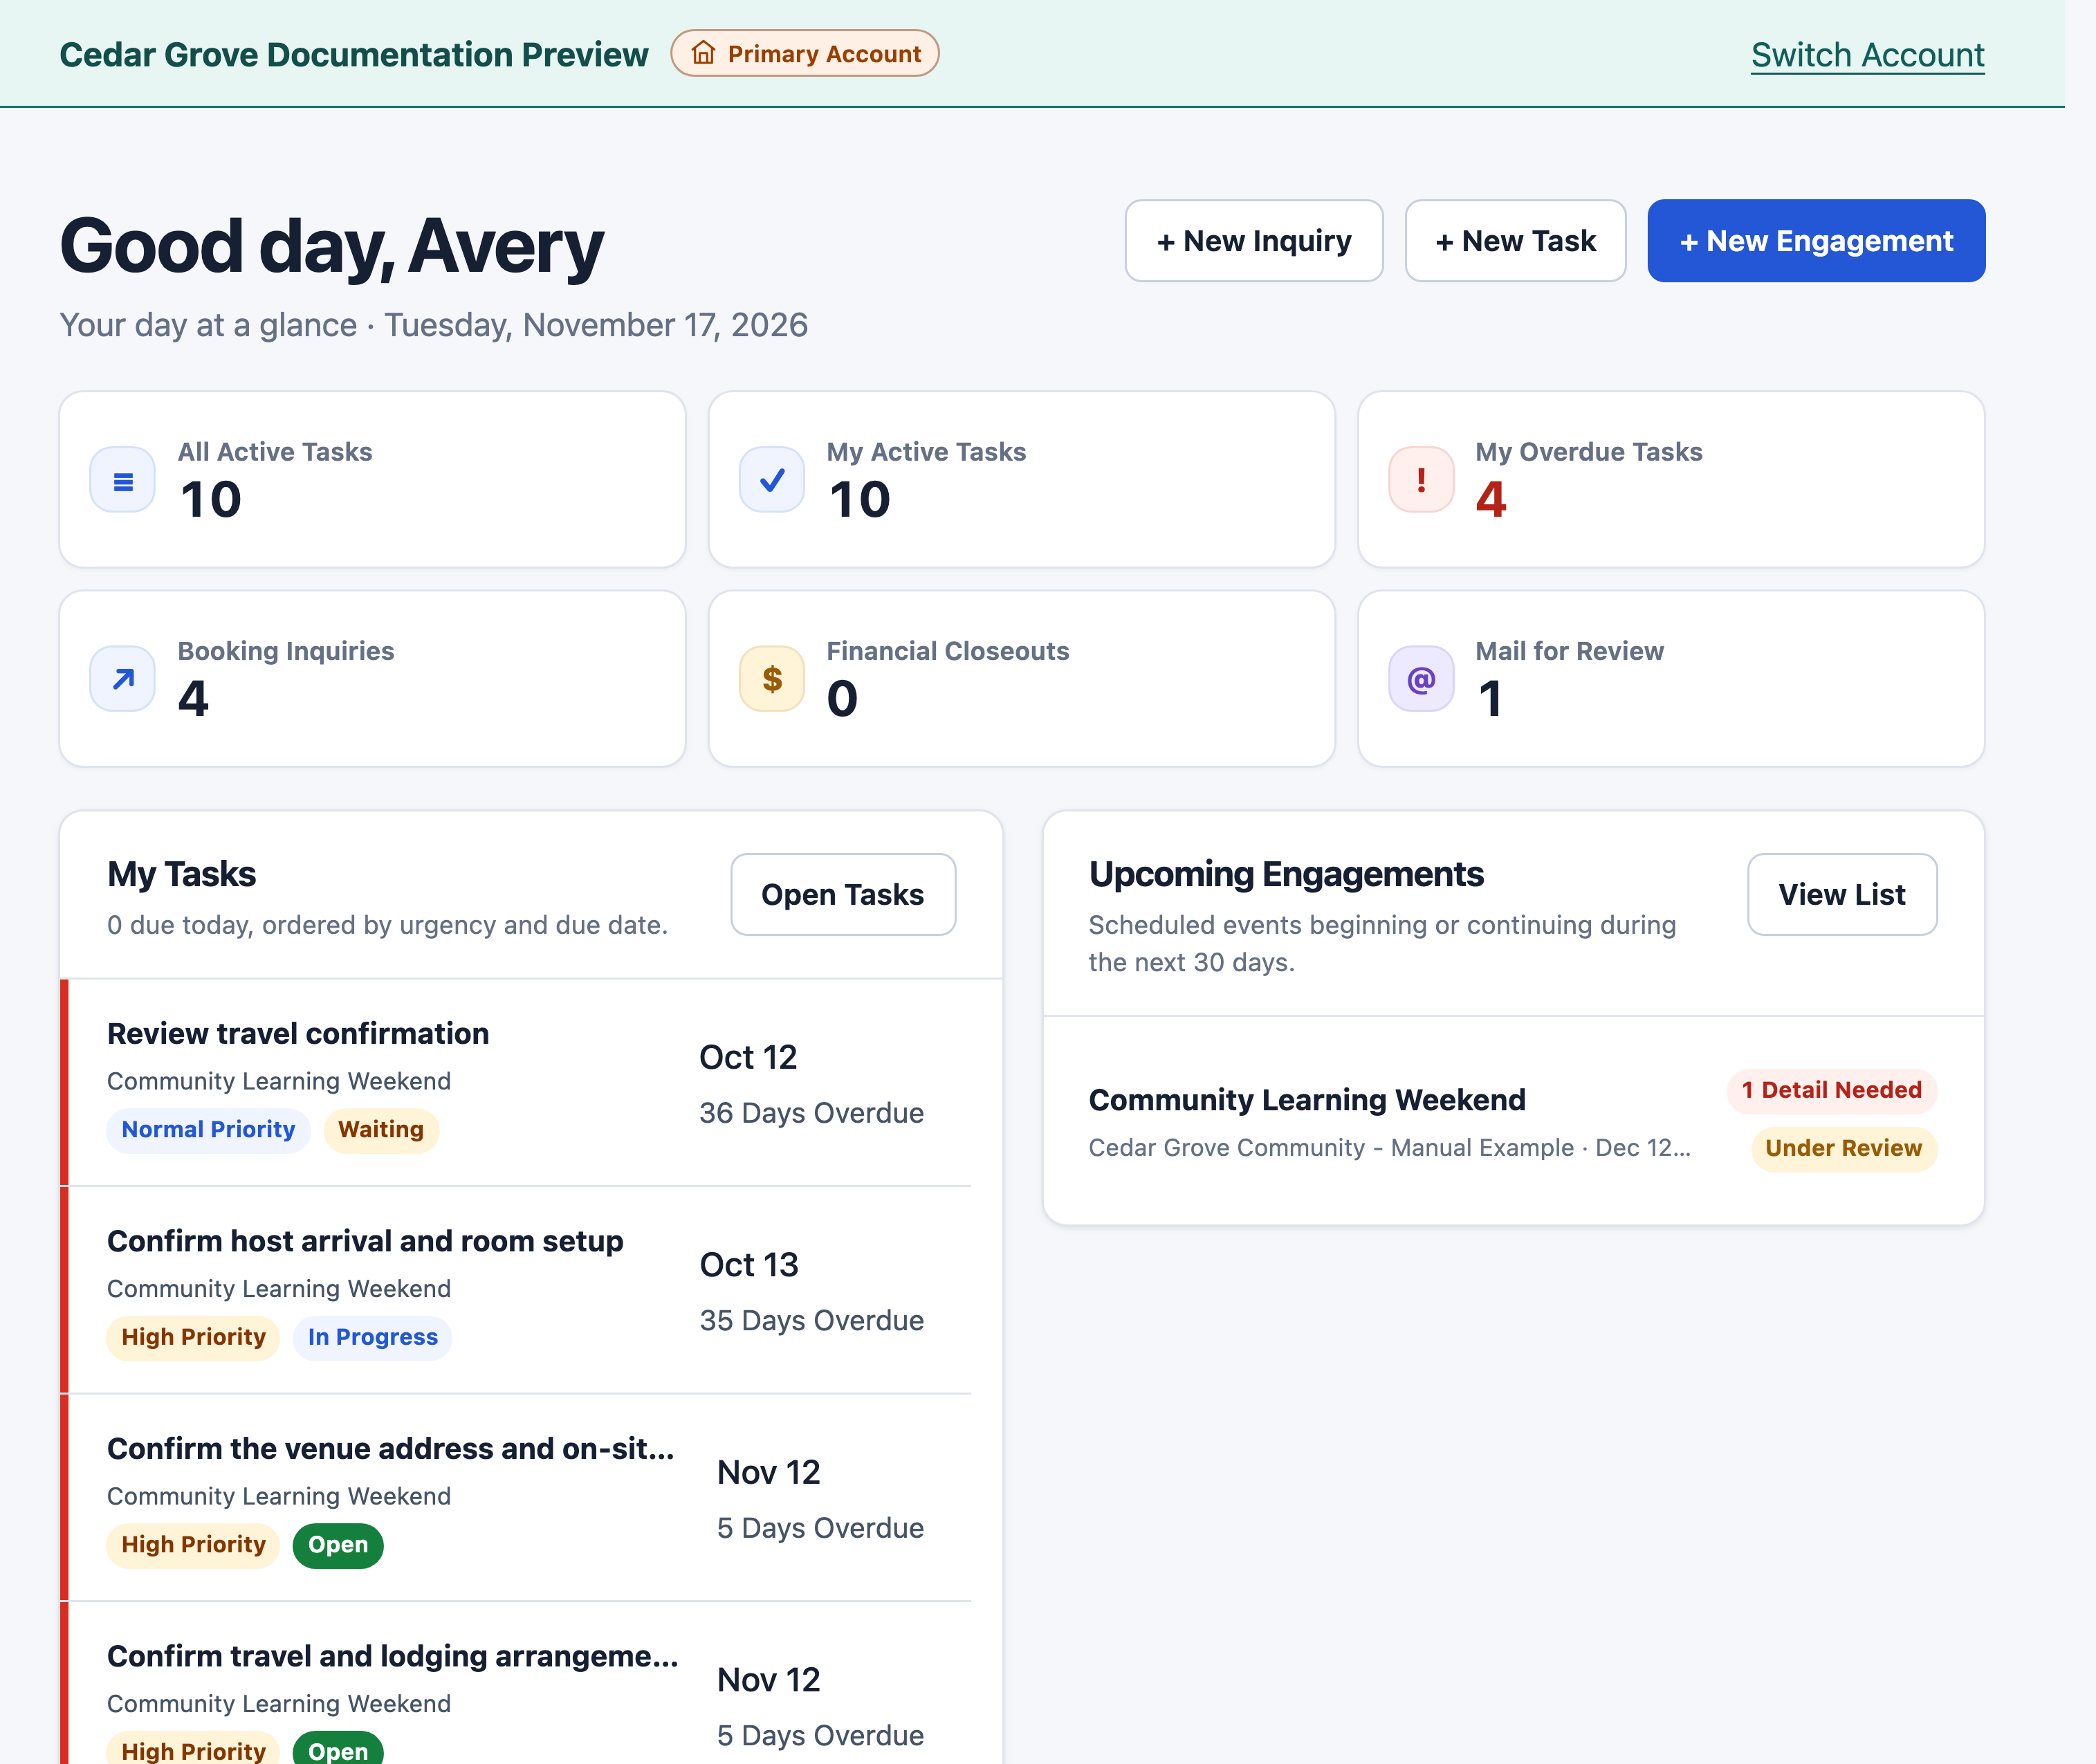 Cedar Grove Documentation Preview
Primary Account
Switch Account
Good day, Avery
Your day at a glance · Tuesday, November 17, 2026
+ New Inquiry
+ New Task
+ New Engagement
All Active Tasks
10
My Active Tasks
10
!
My Overdue Tasks
4
Booking Inquiries
4
$
Financial Closeouts
0
@
Mail for Review
1
My Tasks
0 due today, ordered by urgency and due date.
Open Tasks
Review travel confirmation
Community Learning Weekend
Normal Priority
Waiting
Oct 12
36 Days Overdue
Confirm host arrival and room setup
Community Learning Weekend
High Priority
In Progress
Oct 13
35 Days Overdue
Confirm the venue address and on-sit...
Community Learning Weekend
High Priority
Open
Nov 12
5 Days Overdue
Confirm travel and lodging arrangeme...
Community Learning Weekend
High Priority
Open
Nov 12
5 Days Overdue
Upcoming Engagements
Scheduled events beginning or continuing during
the next 30 days.
View List
Community Learning Weekend
Cedar Grove Community - Manual Example · Dec 12...
1 Detail Needed
Under Review